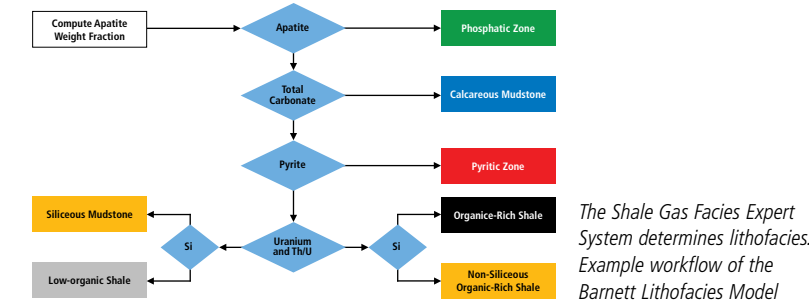 Compute Apatite
Weight Fraction
Apatite
Phosphatic Zone
Total
Carbonate
Calcareous Mudstone
Pyrite
Pyritic Zone
Siliceous Mudstone
Organice-Rich Shale
Si
Uranium
and Th/U
Si
Low-organic Shale
Non-Siliceous
Organic-Rich Shale
The Shale Gas Facies Expert
System determines lithofacies.
Example workflow of the
Barnett Lithofacies Model